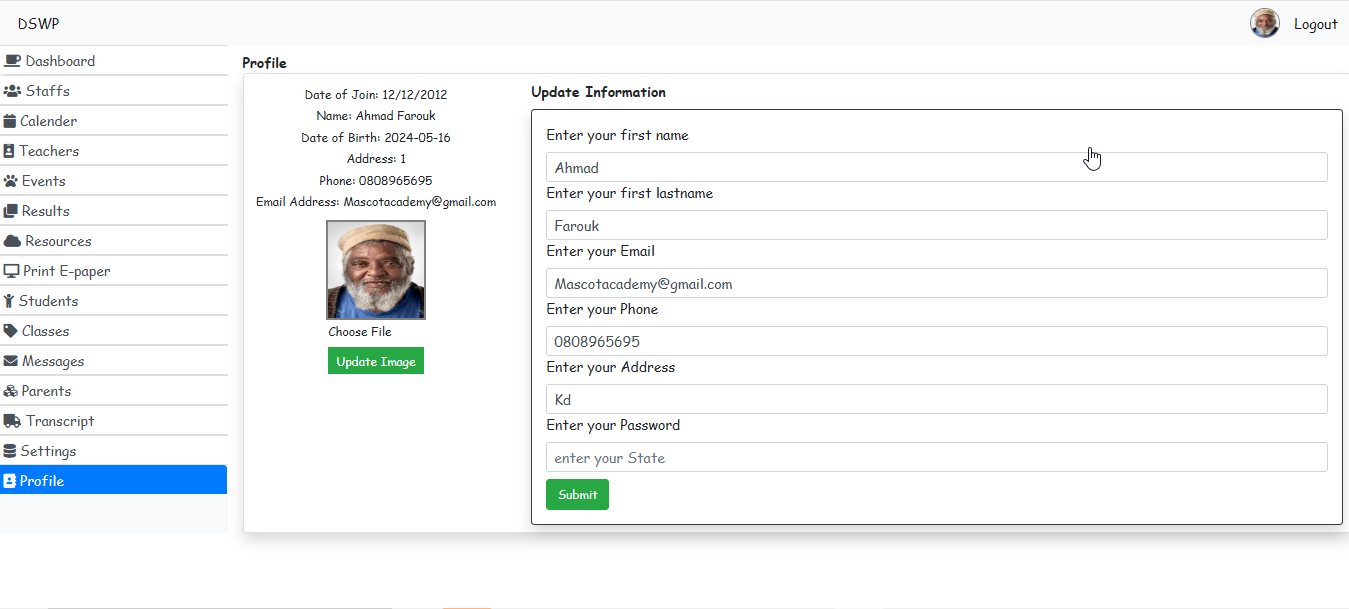 DSWP
Logout
Dashboard
Staffs
Calender
Teachers
Events
Results
Resources
Print E-paper
Students
Classes
Messages
Parents
Transcript
Settings
Profile
Profile
Date of Join: 12/12/2012
Name: Ahmad Farouk
Date of Birth: 2024-05-16
Address: 1
Phone: 0808965695
Email Address: Mascotacademy@gmail.com
Choose File
Update Image
Update Information
Enter your first name
Ahmad
Enter your first lastname
Farouk
Enter your Email
Mascotacademy@gmail.com
Enter your Phone
0808965695
Enter your Address
Kd
Enter your Password
enter your State
Submit